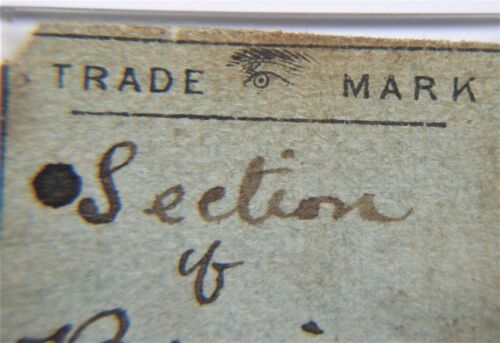 TRADE MARK
Section
of